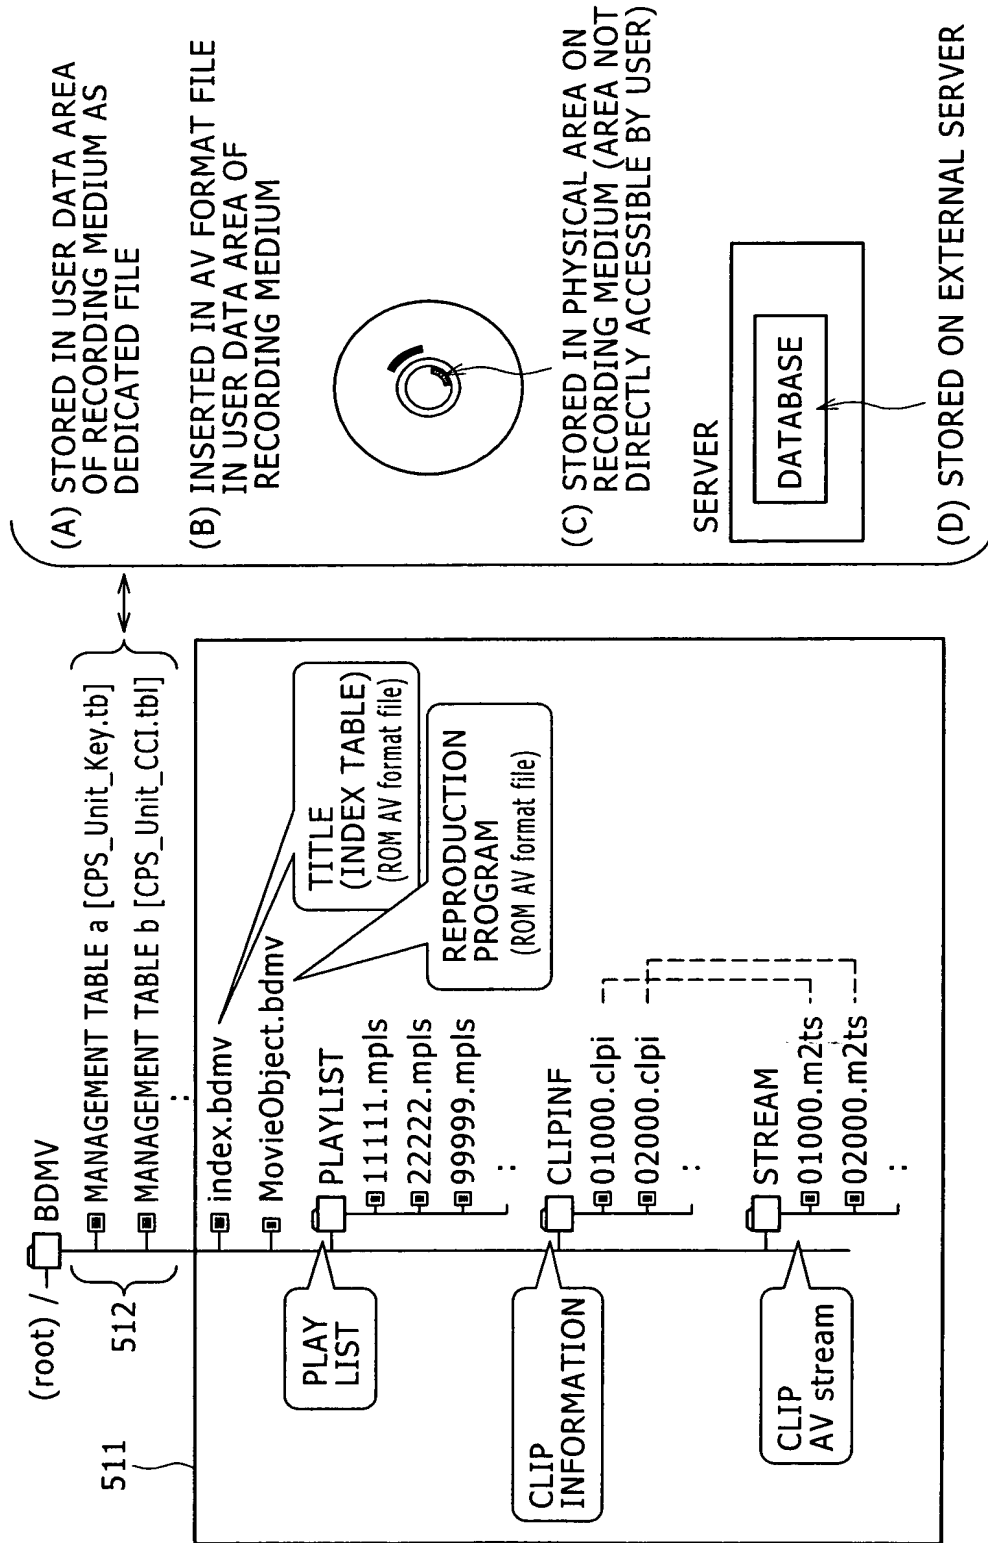 (root) / BDMV
511
512
MANAGEMENT TABLE a [CPS_Unit_Key.tb]
MANAGEMENT TABLE b [CPS_Unit_CCI.tbl]
:
index.bdmv
MovieObject.bdmv
TITLE
(INDEX TABLE)
(ROM AV format file)
REPRODUCTION
PROGRAM
(ROM AV format file)
PLAY
LIST
PLAYLIST
11111.mpls
22222.mpls
99999.mpls
:
CLIP
INFORMATION
CLIPINF
01000.clpi
02000.clpi
:
CLIP
AV stream
STREAM
01000.m2ts
02000.m2ts
:
(A) STORED IN USER DATA AREA
OF RECORDING MEDIUM AS
DEDICATED FILE
(B) INSERTED IN AV FORMAT FILE
IN USER DATA AREA OF
RECORDING MEDIUM
(C) STORED IN PHYSICAL AREA ON
RECORDING MEDIUM (AREA NOT
DIRECTLY ACCESSIBLE BY USER)
SERVER
DATABASE
(D) STORED ON EXTERNAL SERVER